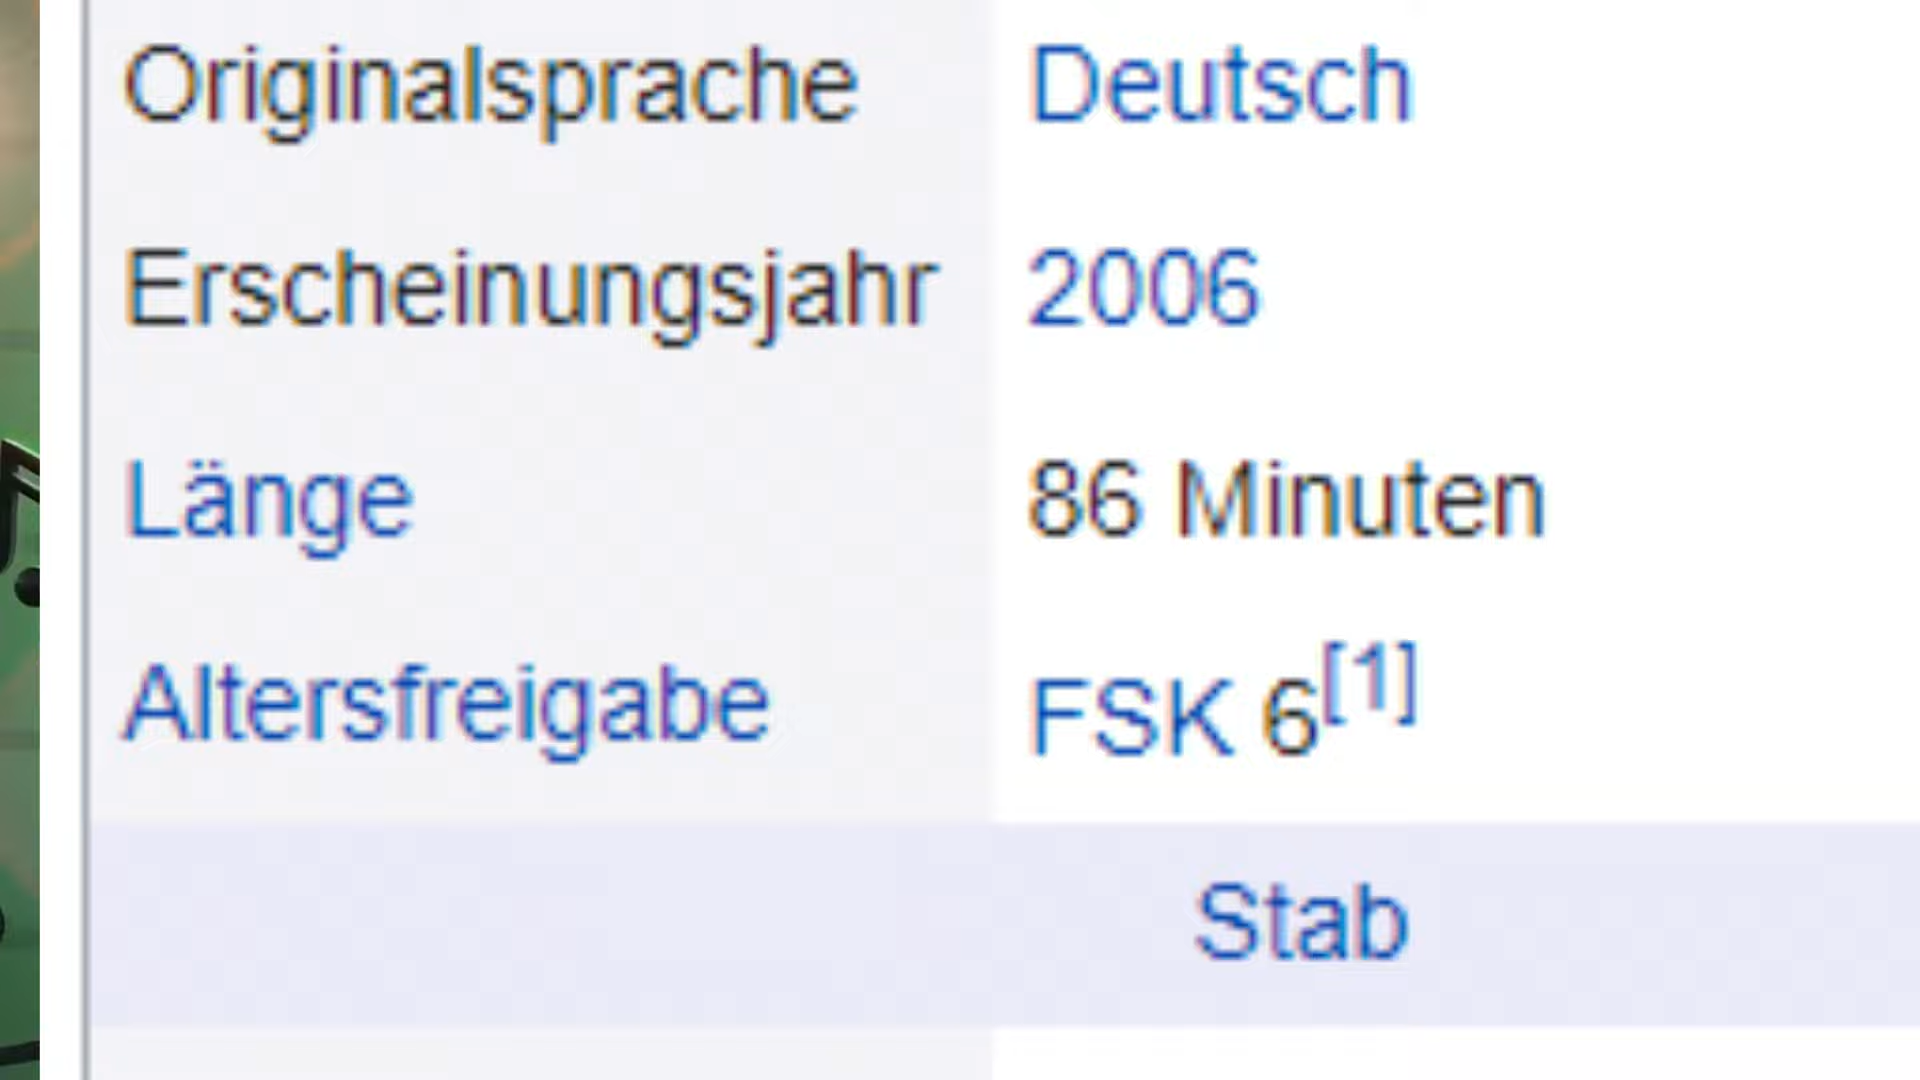 Originalsprache Deutsch
Erscheinungsjahr 2006
Länge 86 Minuten
Altersfreigabe FSK 6[1]
Stab